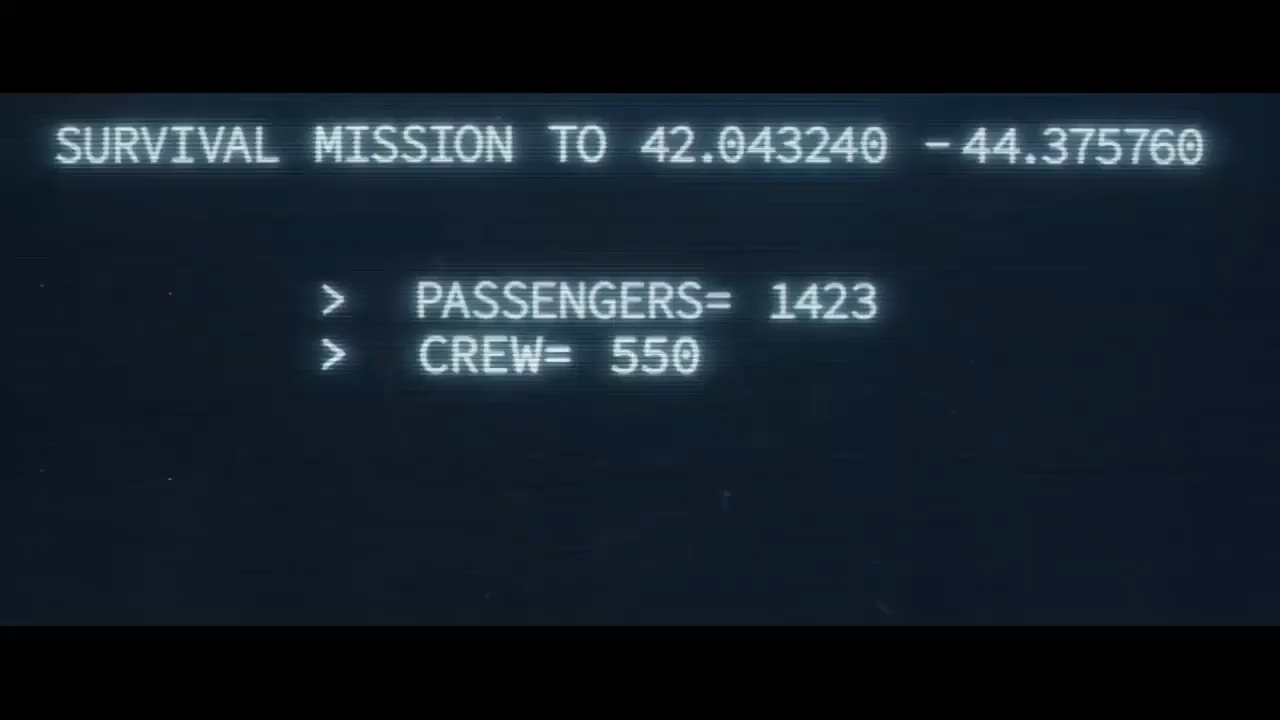 SURVIVAL MISSION TO 42.043240 -44.375760
> PASSENGERS= 1423
> CREW= 550